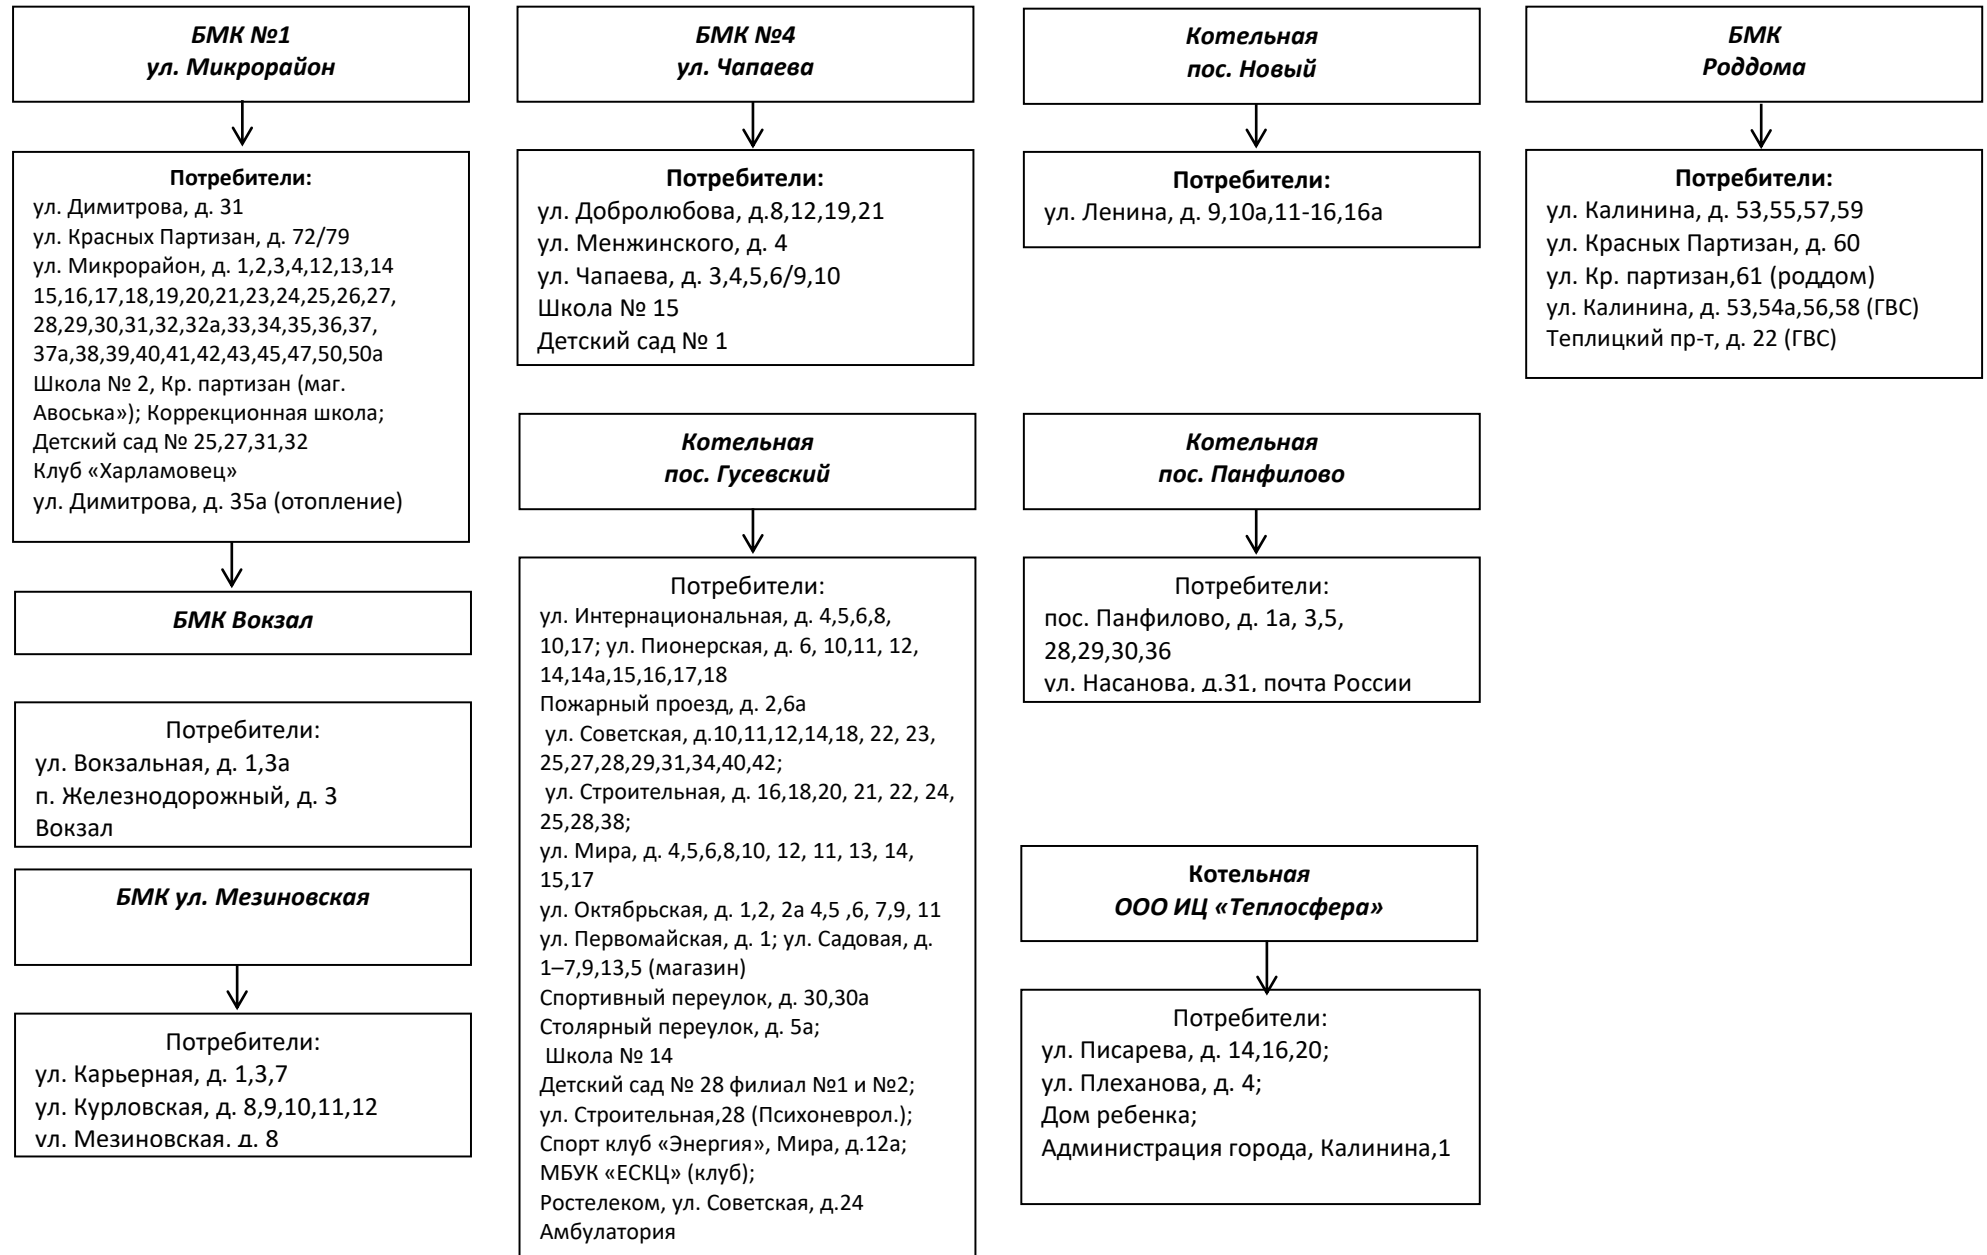 БМК №1
ул. Микрорайон
Потребители:
ул. Димитрова, д. 31
ул. Красных Партизан, д. 72/79
ул. Микрорайон, д. 1,2,3,4,12,13,14
15,16,17,18,19,20,21,23,24,25,26,27,
28,29,30,31,32,32а,33,34,35,36,37,
37а,38,39,40,41,42,43,45,47,50,50а
Школа № 2, Кр. партизан (маг.
Авоська»); Коррекционная школа;
Детский сад № 25,27,31,32
Клуб «Харламовец»
ул. Димитрова, д. 35а (отопление)
БМК Вокзал
Потребители:
ул. Вокзальная, д. 1,3а
п. Железнодорожный, д. 3
Вокзал
БМК ул. Мезиновская
Потребители:
ул. Карьерная, д. 1,3,7
ул. Курловская, д. 8,9,10,11,12
ул. Мезиновская, д. 8
БМК №4
ул. Чапаева
Потребители:
ул. Добролюбова, д.8,12,19,21
ул. Менжинского, д. 4
ул. Чапаева, д. 3,4,5,6/9,10
Школа № 15
Детский сад № 1
Котельная
пос. Гусевский
Потребители:
ул. Интернациональная, д. 4,5,6,8,
10,17; ул. Пионерская, д. 6, 10,11, 12,
14,14а,15,16,17,18
Пожарный проезд, д. 2,6а
ул. Советская, д.10,11,12,14,18, 22, 23,
25,27,28,29,31,34,40,42;
ул. Строительная, д. 16,18,20, 21, 22, 24,
25,28,38;
ул. Мира, д. 4,5,6,8,10, 12, 11, 13, 14,
15,17
ул. Октябрьская, д. 1,2, 2а 4,5 ,6, 7,9, 11
ул. Первомайская, д. 1; ул. Садовая, д.
1–7,9,13,5 (магазин)
Спортивный переулок, д. 30,30а
Столярный переулок, д. 5а;
Школа № 14
Детский сад № 28 филиал №1 и №2;
ул. Строительная,28 (Психоневрол.);
Спорт клуб «Энергия», Мира, д.12а;
МБУК «ЕСКЦ» (клуб);
Ростелеком, ул. Советская, д.24
Амбулатория
Котельная
пос. Новый
Потребители:
ул. Ленина, д. 9,10а,11-16,16а
Котельная
пос. Панфилово
Потребители:
пос. Панфилово, д. 1а, 3,5,
28,29,30,36
ул. Насанова, д.31, почта России
Котельная
ООО ИЦ «Теплосфера»
Потребители:
ул. Писарева, д. 14,16,20;
ул. Плеханова, д. 4;
Дом ребенка;
Администрация города, Калинина,1
БМК
Роддома
Потребители:
ул. Калинина, д. 53,55,57,59
ул. Красных Партизан, д. 60
ул. Кр. партизан,61 (роддом)
ул. Калинина, д. 53,54а,56,58 (ГВС)
Теплицкий пр-т, д. 22 (ГВС)